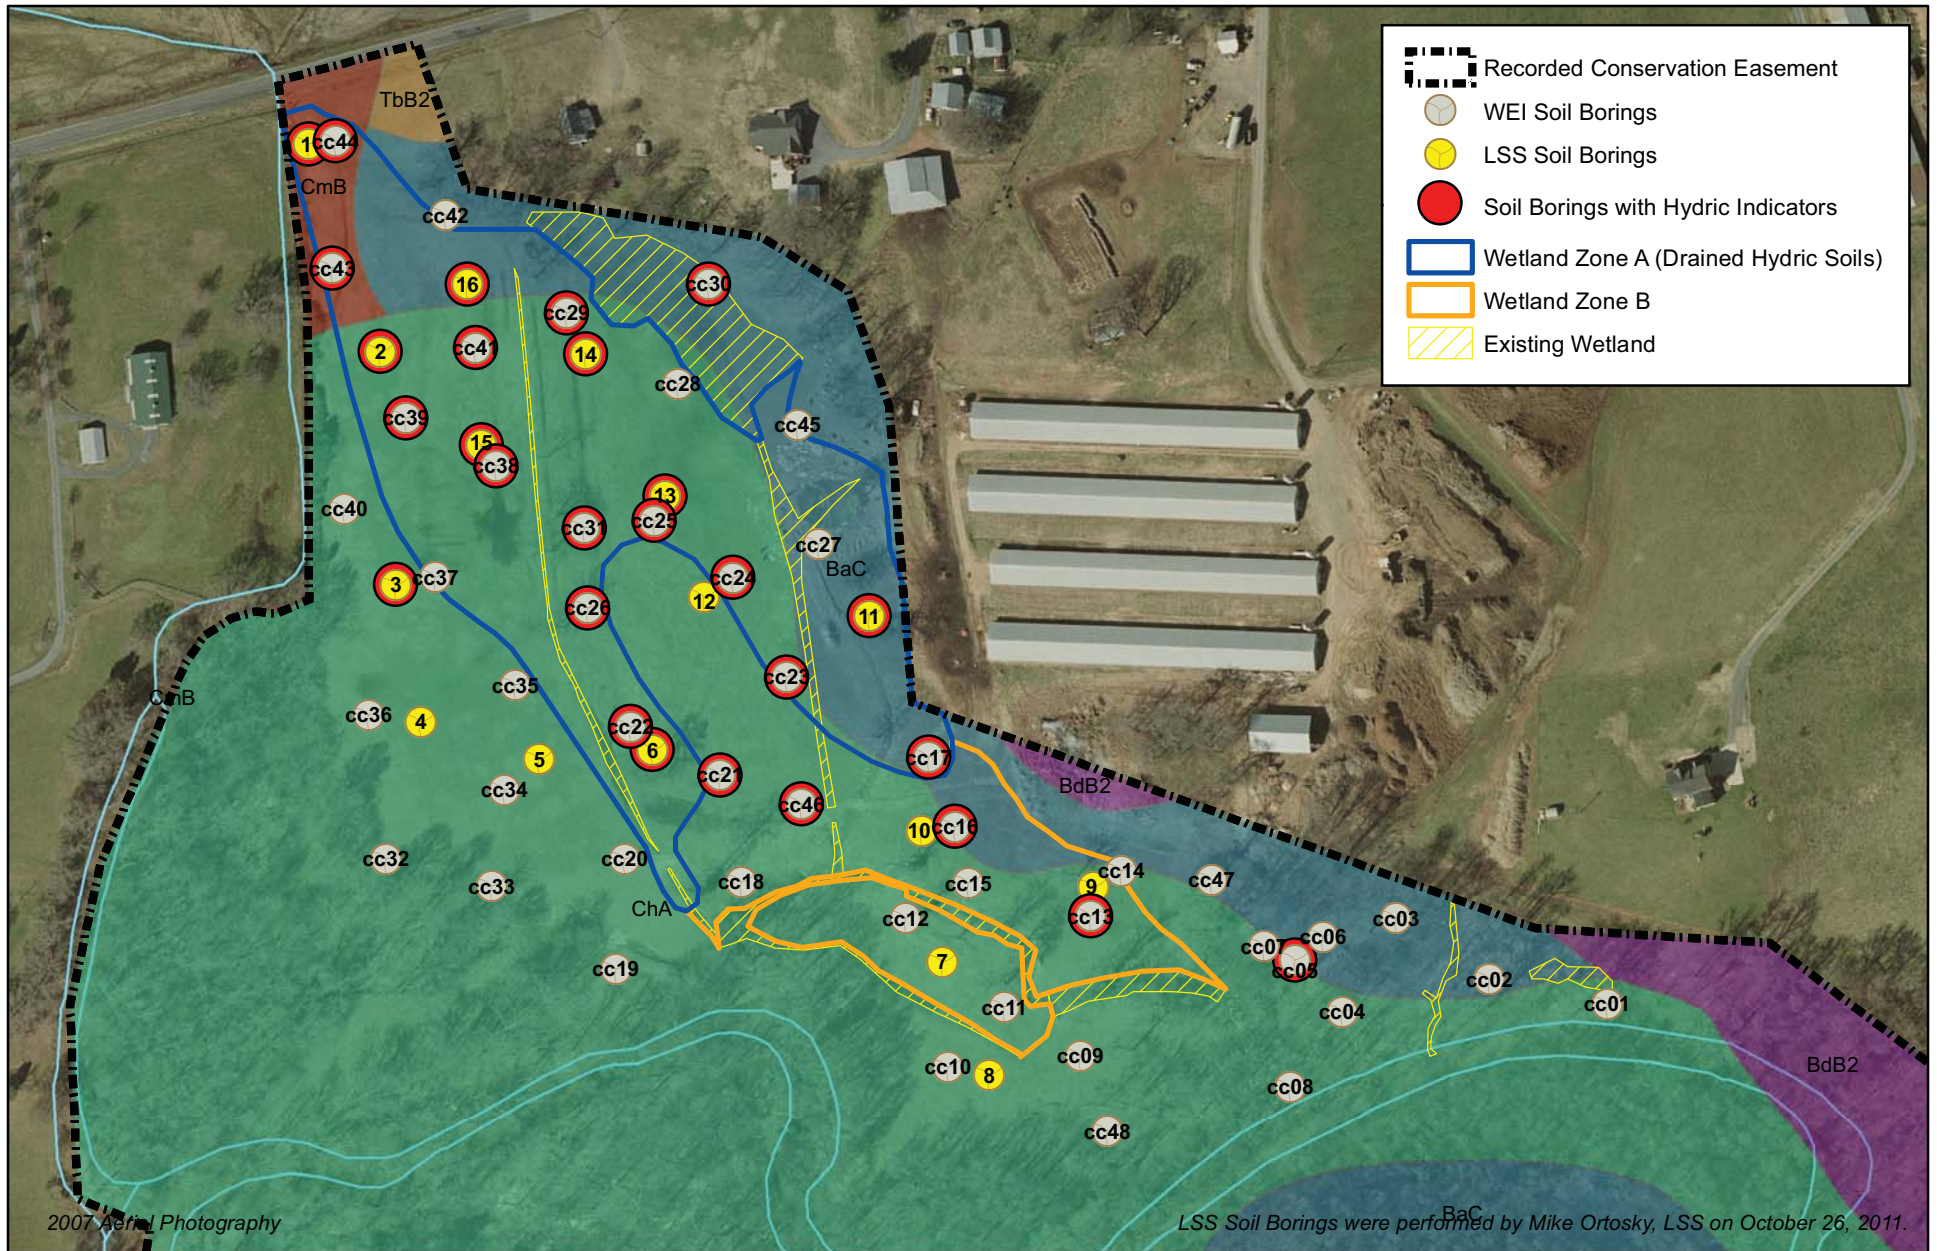 Recorded Conservation Easement
WEI Soil Borings
LSS Soil Borings
Soil Borings with Hydric Indicators
Wetland Zone A (Drained Hydric Soils)
Wetland Zone B
Existing Wetland
TbB2
1
cc44
CmB
cc42
cc43
16
cc30
cc29
2
cc41
14
cc28
cc39
cc45
15
cc38
13
cc40
cc25
cc31
cc27
BaC
3
cc37
cc24
12
cc26
11
cc23
cc35
CmB
cc36
4
cc22
6
5
cc17
cc21
BdB2
cc34
cc46
10
cc16
cc32
cc20
cc14
cc33
cc18
cc15
9
cc47
ChA
cc12
cc13
cc03
cc07
cc06
cc05
7
cc19
cc02
cc11
cc04
cc01
cc09
cc10
8
BdB2
cc08
cc48
BaC
2007 Aerial Photography
LSS Soil Borings were performed by Mike Ortosky, LSS on October 26, 2011.